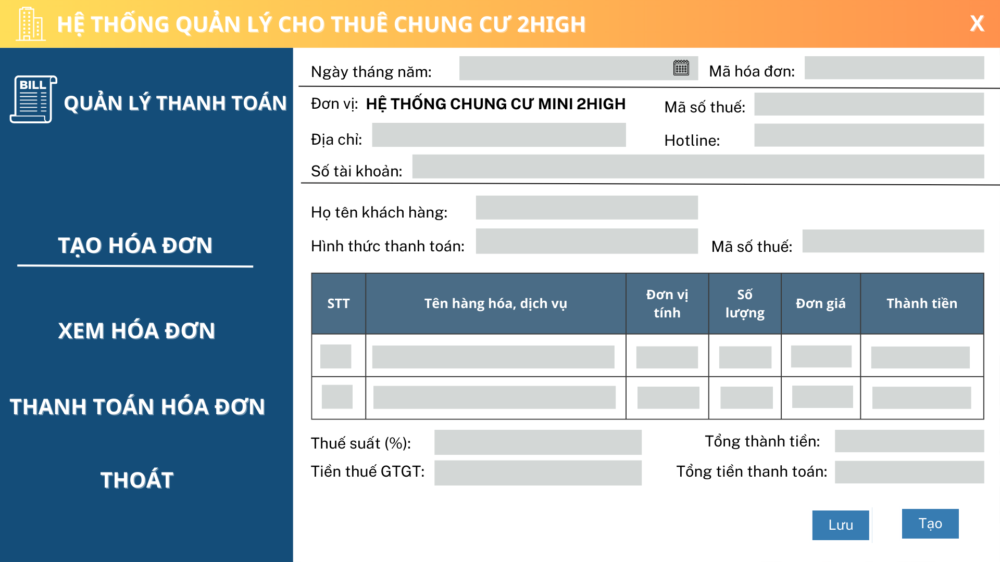 HỆ THỐNG QUẢN LÝ CHO THUÊ CHUNG CƯ 2HIGH
X
BILL
QUẢN LÝ THANH TOÁN
TẠO HÓA ĐƠN
XEM HÓA ĐƠN
THANH TOÁN HÓA ĐƠN
THOÁT
Ngày tháng năm:
Mã hóa đơn:
Đơn vị: HỆ THỐNG CHUNG CƯ MINI 2HIGH
Mã số thuế:
Địa chỉ:
Hotline:
Số tài khoản:
Họ tên khách hàng:
Hình thức thanh toán:
Mã số thuế:
STT
Tên hàng hóa, dịch vụ
Đơn vị
tính
Số
lượng
Đơn giá
Thành tiền
Thuế suất (%):
Tổng thành tiền:
Tiền thuế GTGT:
Tổng tiền thanh toán:
Lưu
Tạo